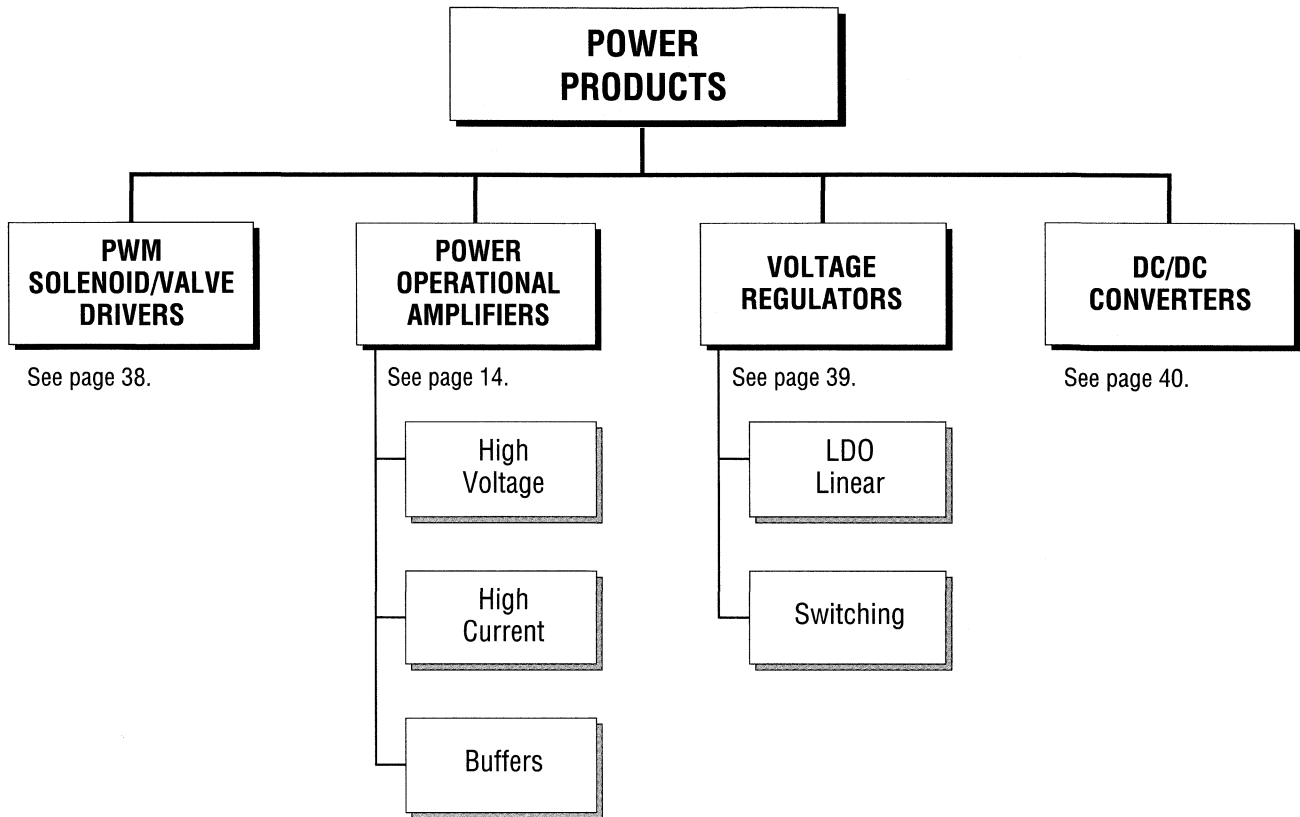 POWER
PRODUCTS
PWM
SOLENOID/VALVE
DRIVERS
See page 38.
POWER
OPERATIONAL
AMPLIFIERS
See page 14.
High
Voltage
High
Current
Buffers
VOLTAGE
REGULATORS
See page 39.
LDO
Linear
Switching
DC/DC
CONVERTERS
See page 40.